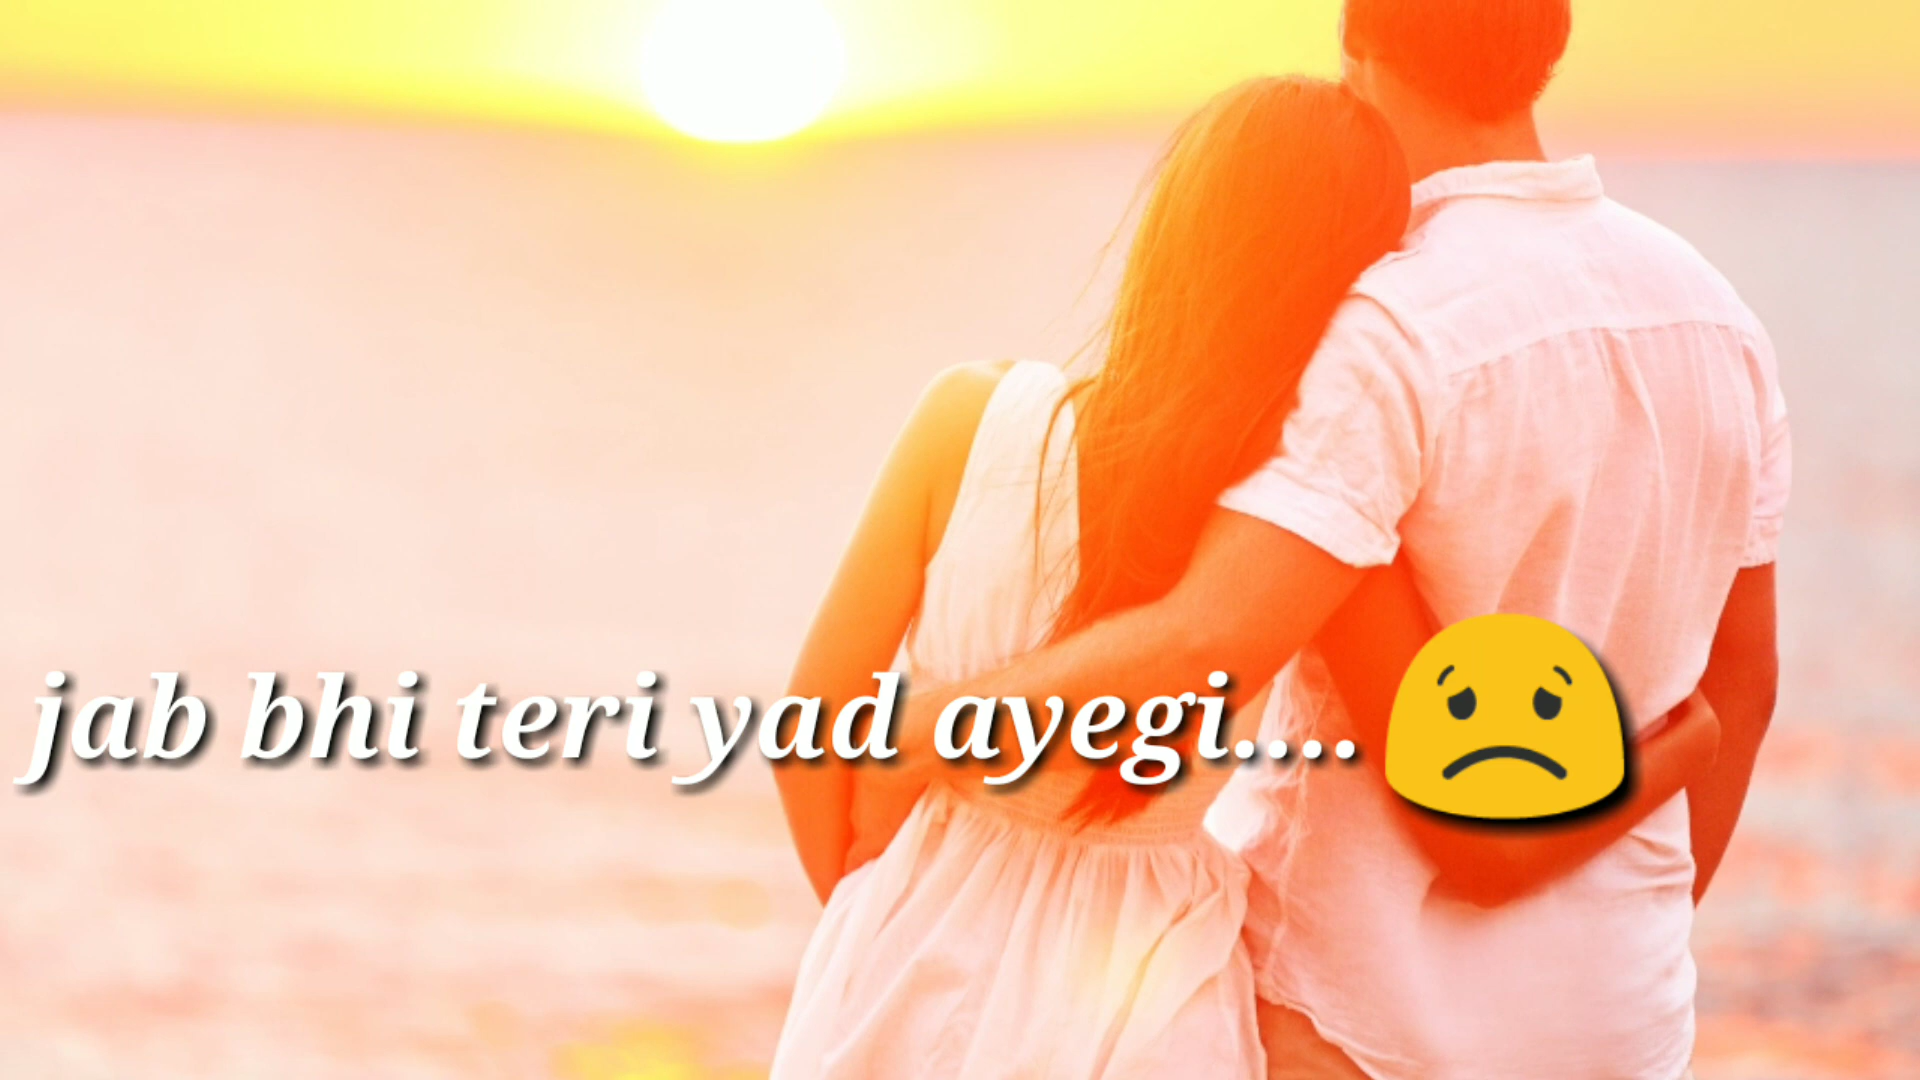 jab bhi teri yad ayegi....😟